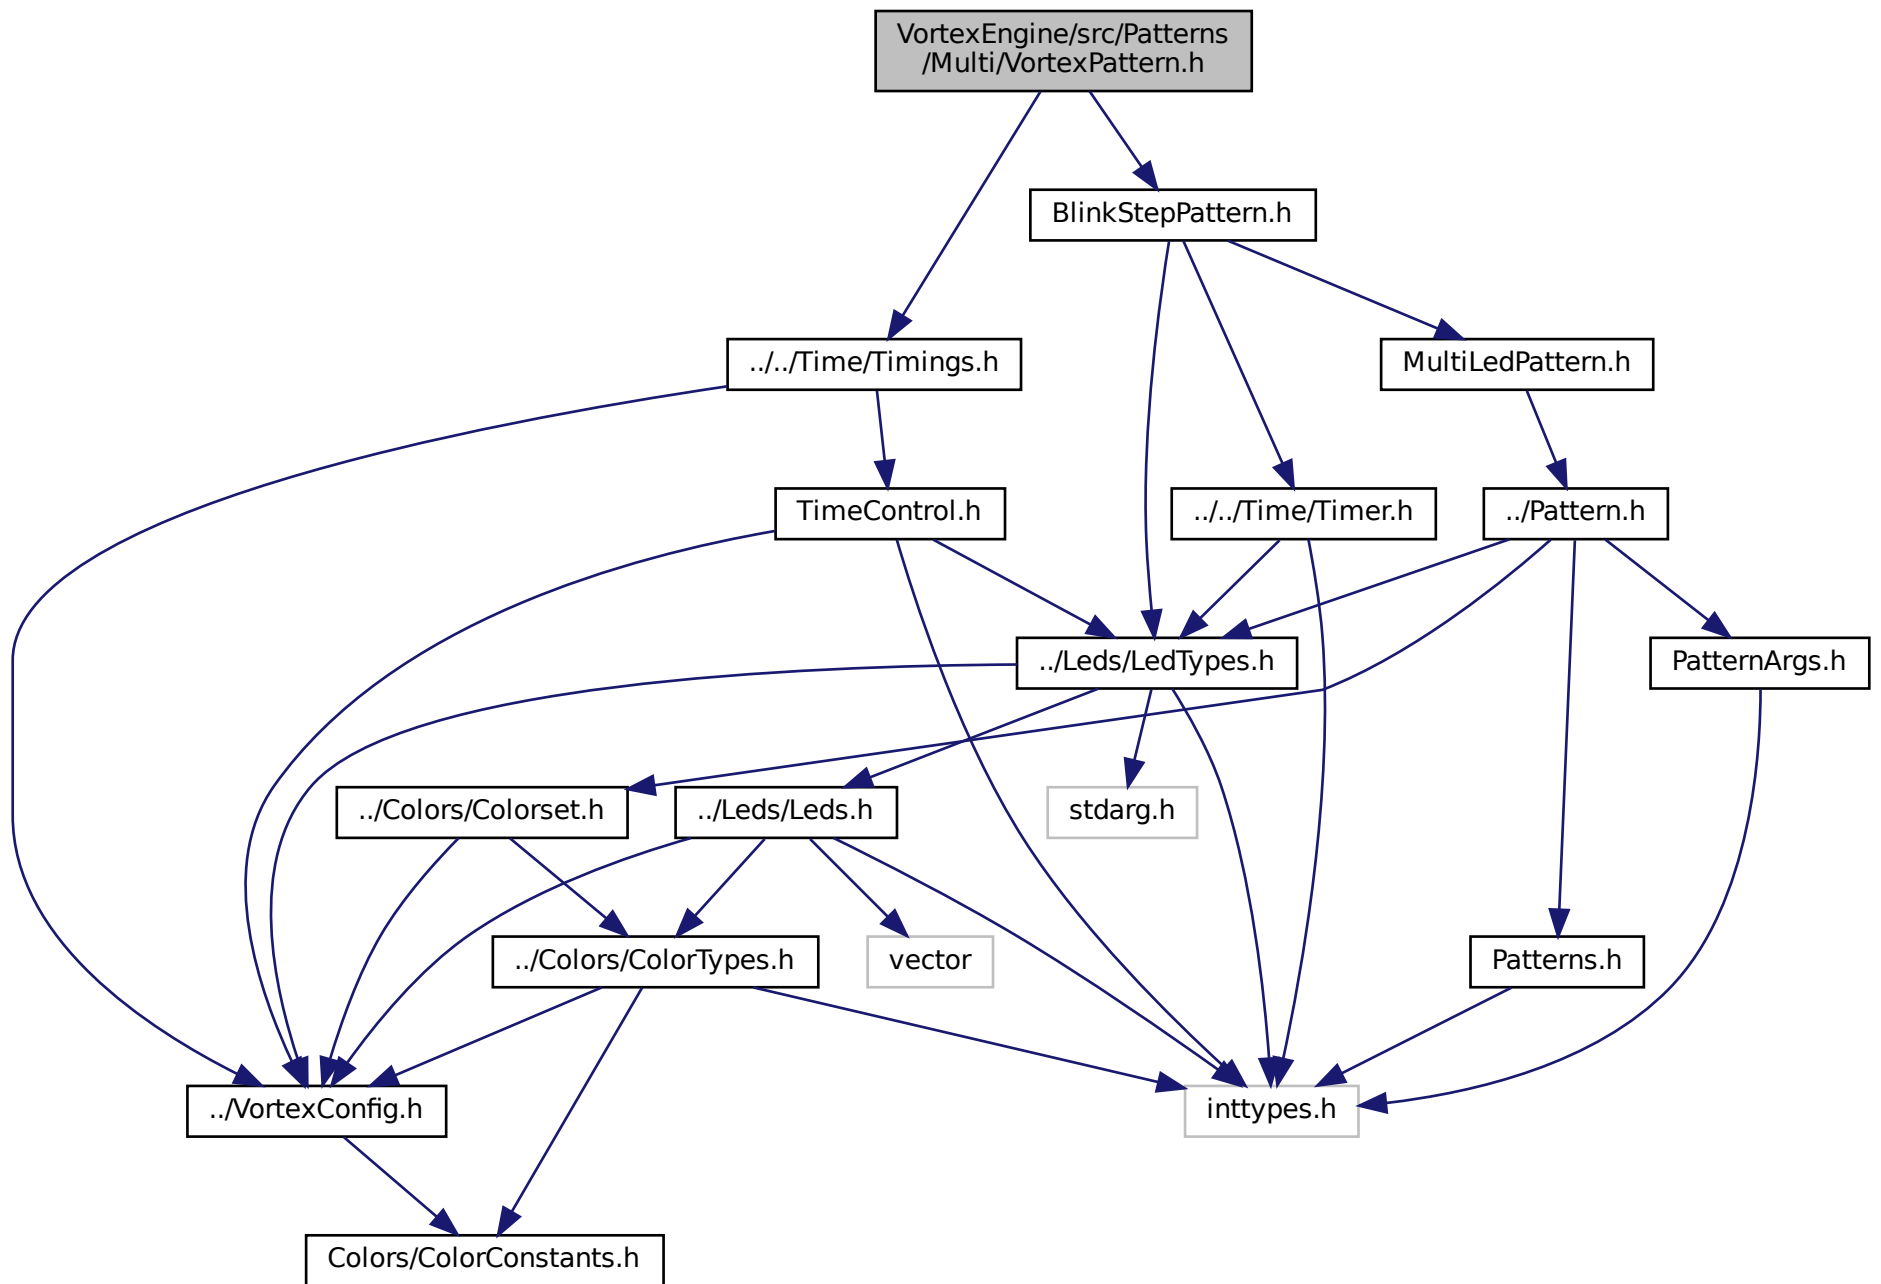 VortexEngine/src/Patterns
/Multi/VortexPattern.h
BlinkStepPattern.h
../../Time/Timings.h
MultiLedPattern.h
TimeControl.h
../../Time/Timer.h
../Pattern.h
../Leds/LedTypes.h
PatternArgs.h
../Colors/Colorset.h
../Leds/Leds.h
stdarg.h
../Colors/ColorTypes.h
vector
Patterns.h
../VortexConfig.h
inttypes.h
Colors/ColorConstants.h